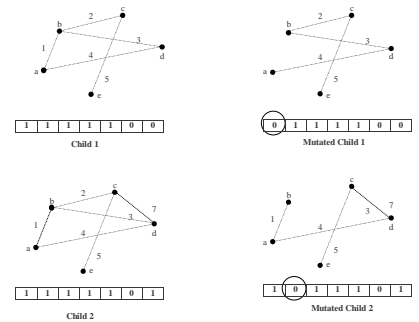 c
2
b
3
1
4
d
a
5
e
1 1 1 1 1 0 0
Child 1
c
2
b
3
d
4
a
5
e
0 1 1 1 1 0 0
Mutated Child 1
c
2
b
7
3
1
4
d
a
5
e
1 1 1 1 1 0 1
Child 2
c
b
7
3
1
4
d
a
5
e
1 0 1 1 1 0 1
Mutated Child 2